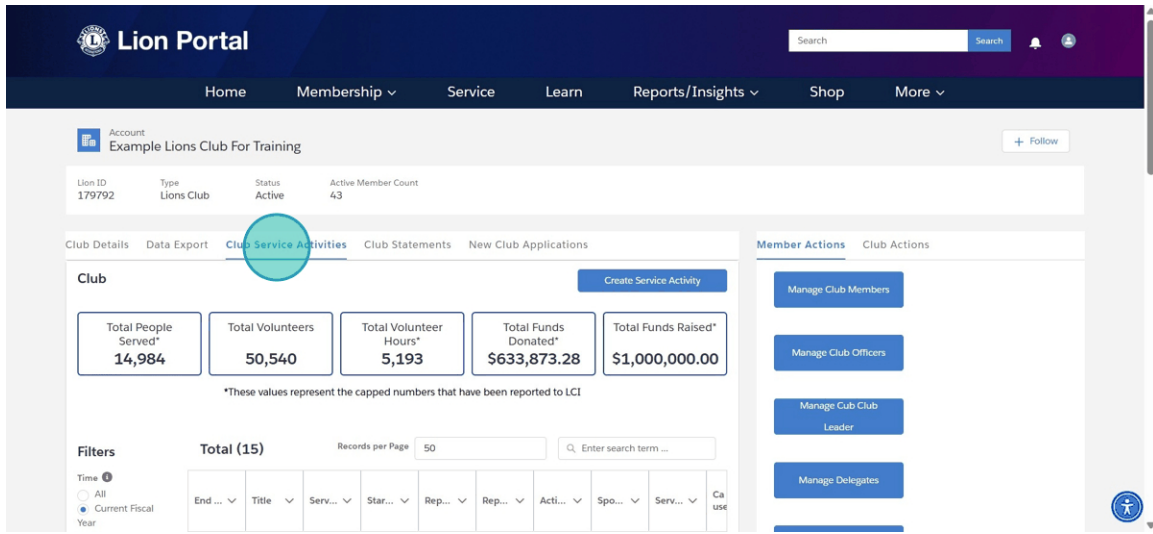 Lion Portal
Search
Search
Home
Membership
Service
Learn
Reports/Insights
Shop
More
Account
Example Lions Club For Training
+ Follow
Lion ID
Type
Status
Active Member Count
179792
Lions Club
Active
43
Club Details
Data Export
Club Service Activities
Club Statements
New Club Applications
Club
Create Service Activity
Total People
Served*
14,984
Total Volunteers
50,540
Total Volunteer
Hours*
5,193
Total Funds
Donated*
$633,873.28
Total Funds Raised*
$1,000,000.00
*These values represent the capped numbers that have been reported to LCI
Filters
Time
All
Current Fiscal
Year
Total (15)
Records per Page
50
Enter search term ...
End ...
Title
Serv...
Star...
Rep...
Rep...
Acti...
Spo...
Serv...
Ca
use
Member Actions
Club Actions
Manage Club Members
Manage Club Officers
Manage Cub Club
Leader
Manage Delegates